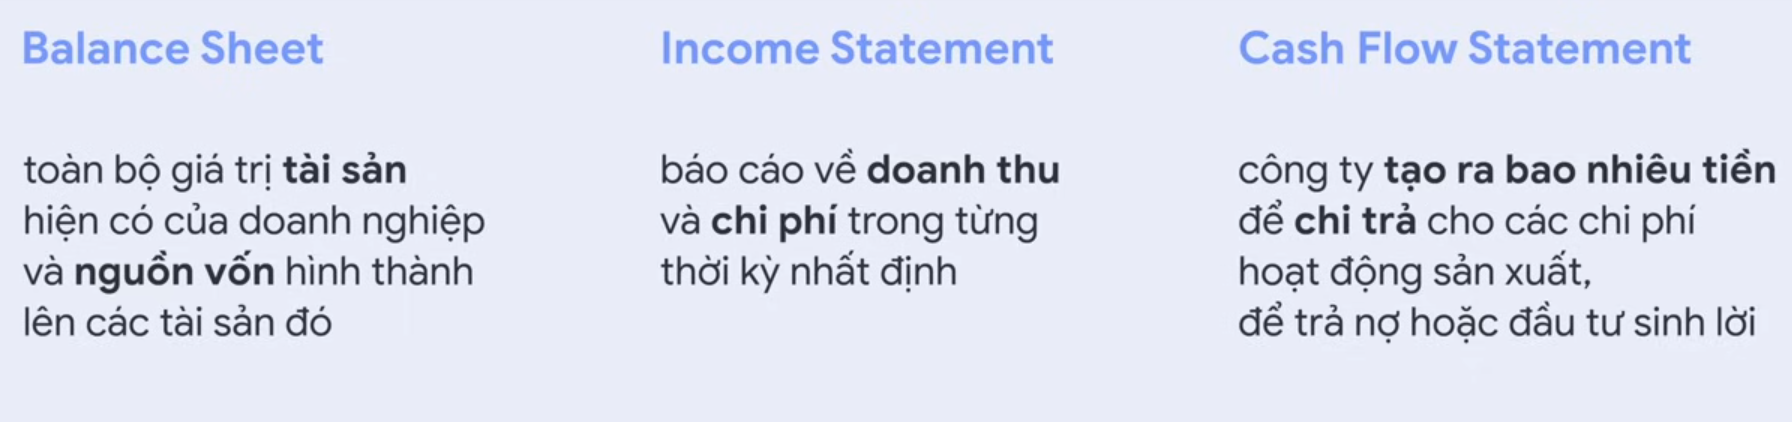 Balance Sheet
toàn bộ giá trị tài sản
hiện có của doanh nghiệp
và nguồn vốn hình thành
lên các tài sản đó
Income Statement
báo cáo về doanh thu
và chi phí trong từng
thời kỳ nhất định
Cash Flow Statement
công ty tạo ra bao nhiêu tiền
để chi trả cho các chi phí
hoạt động sản xuất,
để trả nợ hoặc đầu tư sinh lời